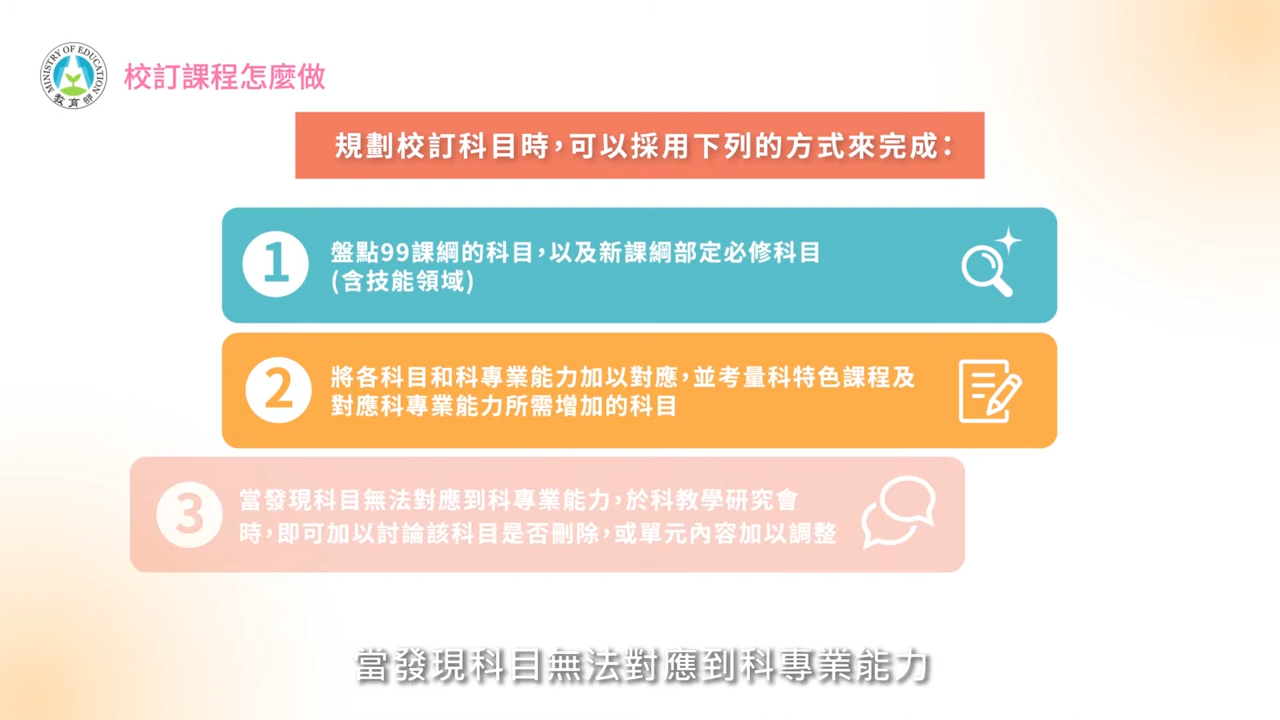 MINISTRY OF EDUCATION
教育部
校訂課程怎麼做
規劃校訂科目時，可以採用下列的方式來完成：
1
盤點99課綱的科目，以及新課綱部定必修科目
(含技能領域)
2
將各科目和科專業能力加以對應，並考量科特色課程及
對應科專業能力所需增加的科目
3
當發現科目無法對應到科專業能力，於科教學研究會
時，即可加以討論該科目是否刪除，或單元內容加以調整
當發現科目無法對應到科專業能力